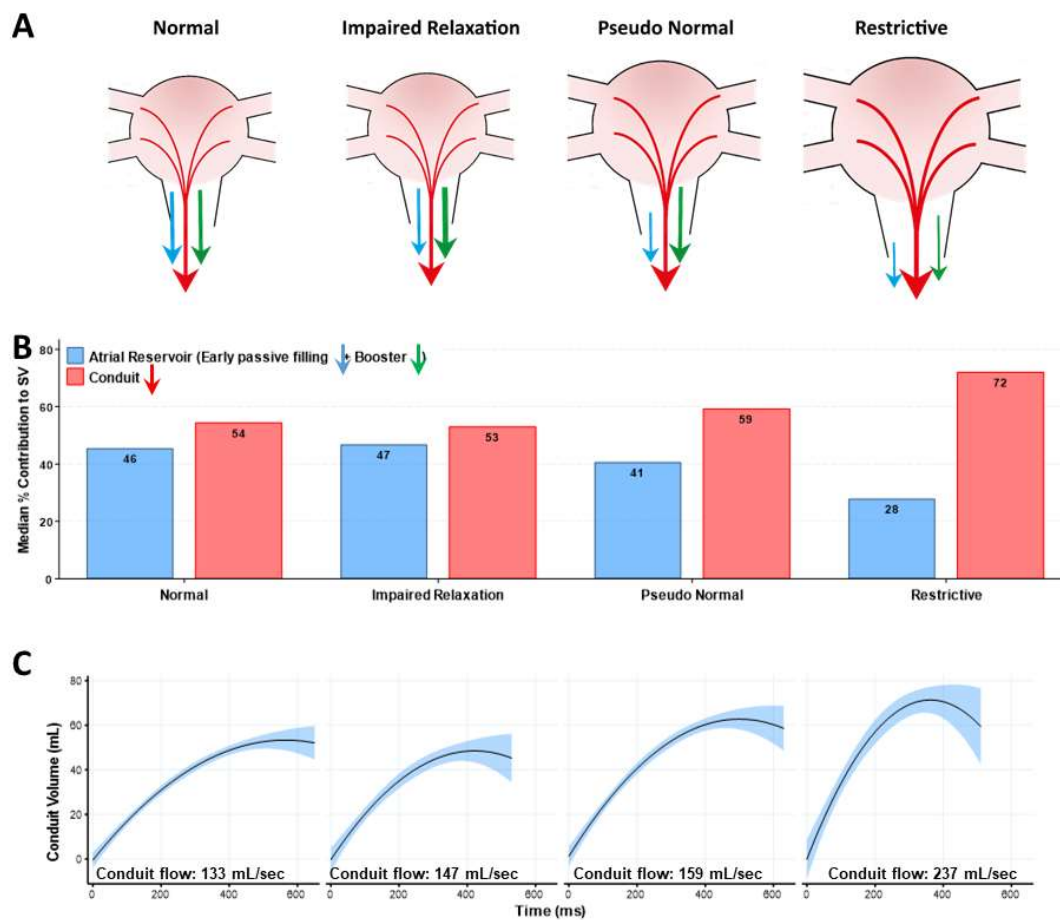 A
Normal Impaired Relaxation Pseudo Normal Restrictive
B
Median % Contribution to SV
80
60
40
20
0
Atrial Reservoir (Early passive filling + Booster )
Conduit
46 54 47 53 41 59 28 72
Normal Impaired Relaxation Pseudo Normal Restrictive
C
Conduit Volume (mL)
80
60
40
20
0
Conduit flow: 133 mL/sec Conduit flow: 147 mL/sec Conduit flow: 159 mL/sec Conduit flow: 237 mL/sec
0 200 400 600 0 200 400 600 0 200 400 600 0 200 400 600
Time (ms)